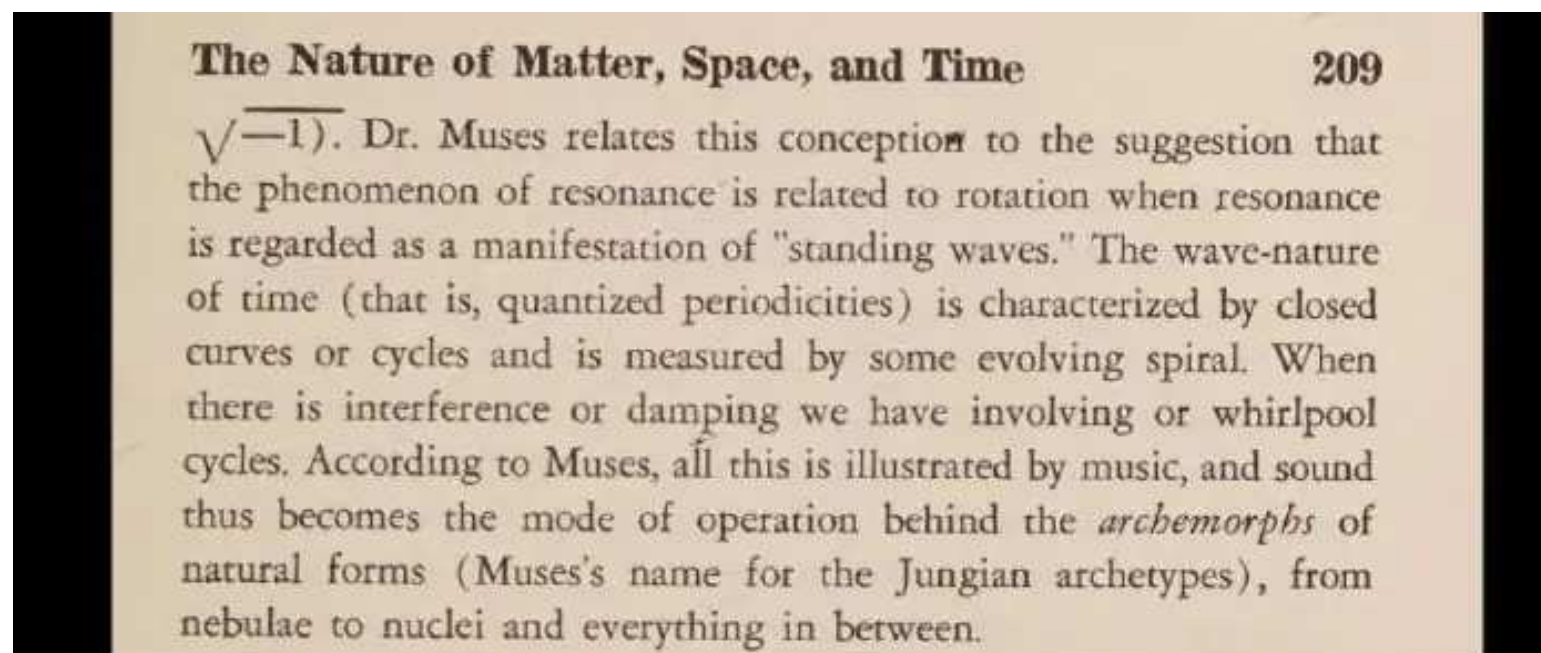 The Nature of Matter, Space, and Time 209
√—1). Dr. Muses relates this conception to the suggestion that
the phenomenon of resonance is related to rotation when resonance
is regarded as a manifestation of "standing waves." The wave-nature
of time (that is, quantized periodicities) is characterized by closed
curves or cycles and is measured by some evolving spiral. When
there is interference or damping we have involving or whirlpool
cycles. According to Muses, all this is illustrated by music, and sound
thus becomes the mode of operation behind the archemorphs of
natural forms (Muses's name for the Jungian archetypes), from
nebulae to nuclei and everything in between.